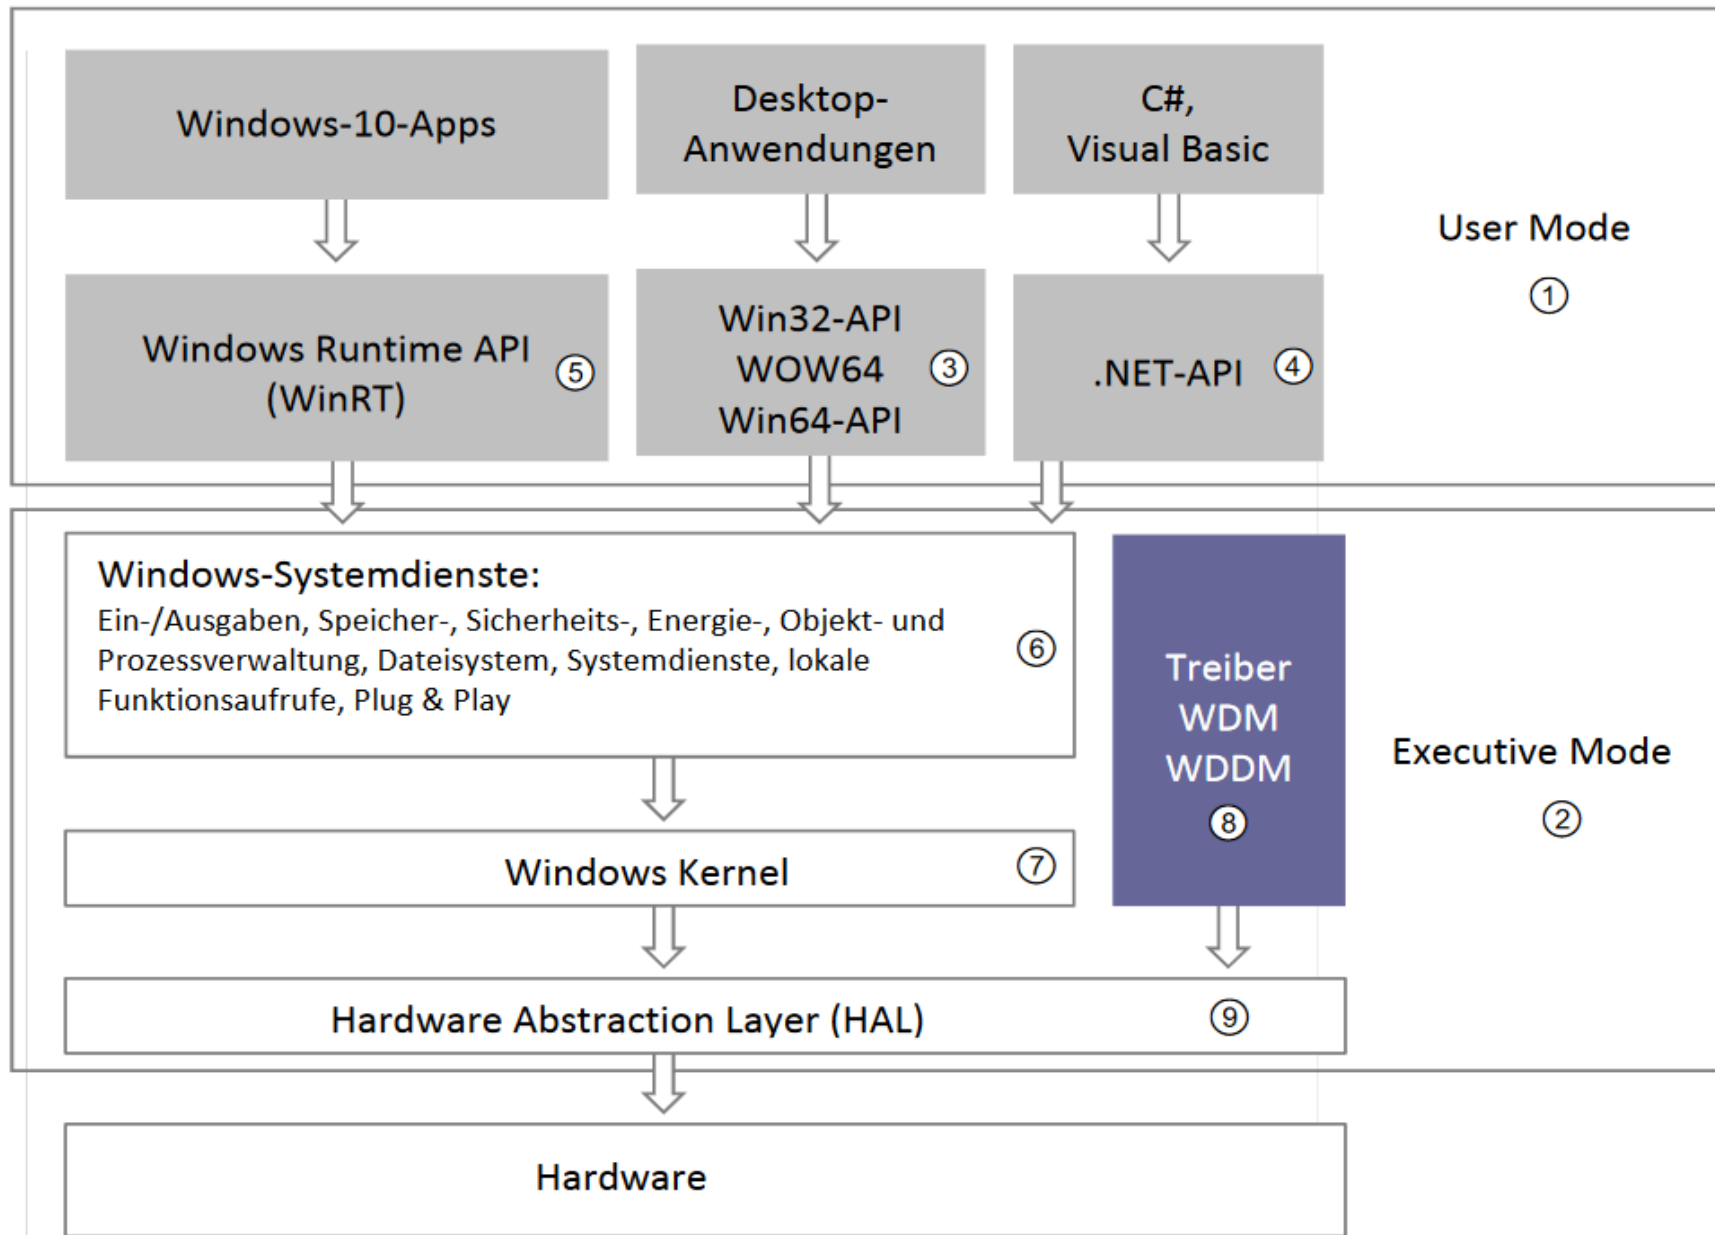 Windows-10-Apps
Desktop-
Anwendungen
C#,
Visual Basic
User Mode
①
Windows Runtime API
(WinRT)
⑤
Win32-API
WOW64
Win64-API
③
.NET-API
④
Windows-Systemdienste:
Ein-/Ausgaben, Speicher-, Sicherheits-, Energie-, Objekt- und
Prozessverwaltung, Dateisystem, Systemdienste, lokale
Funktionsaufrufe, Plug & Play
⑥
Treiber
WDM
WDDM
⑧
Executive Mode
②
Windows Kernel
⑦
Hardware Abstraction Layer (HAL)
⑨
Hardware